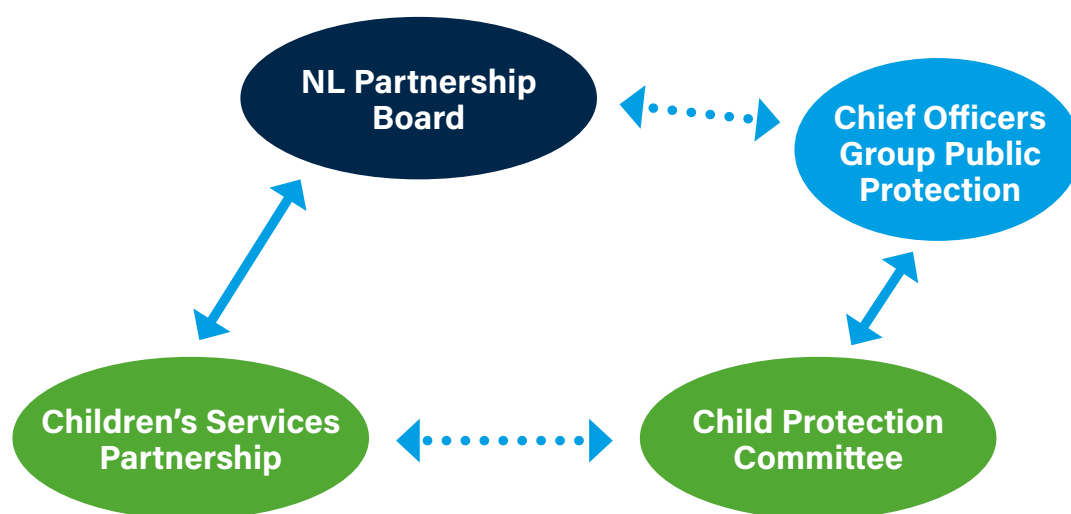 NL Partnership
Board
Chief Officers
Group Public
Protection
Children's Services
Partnership
Child Protection
Committee